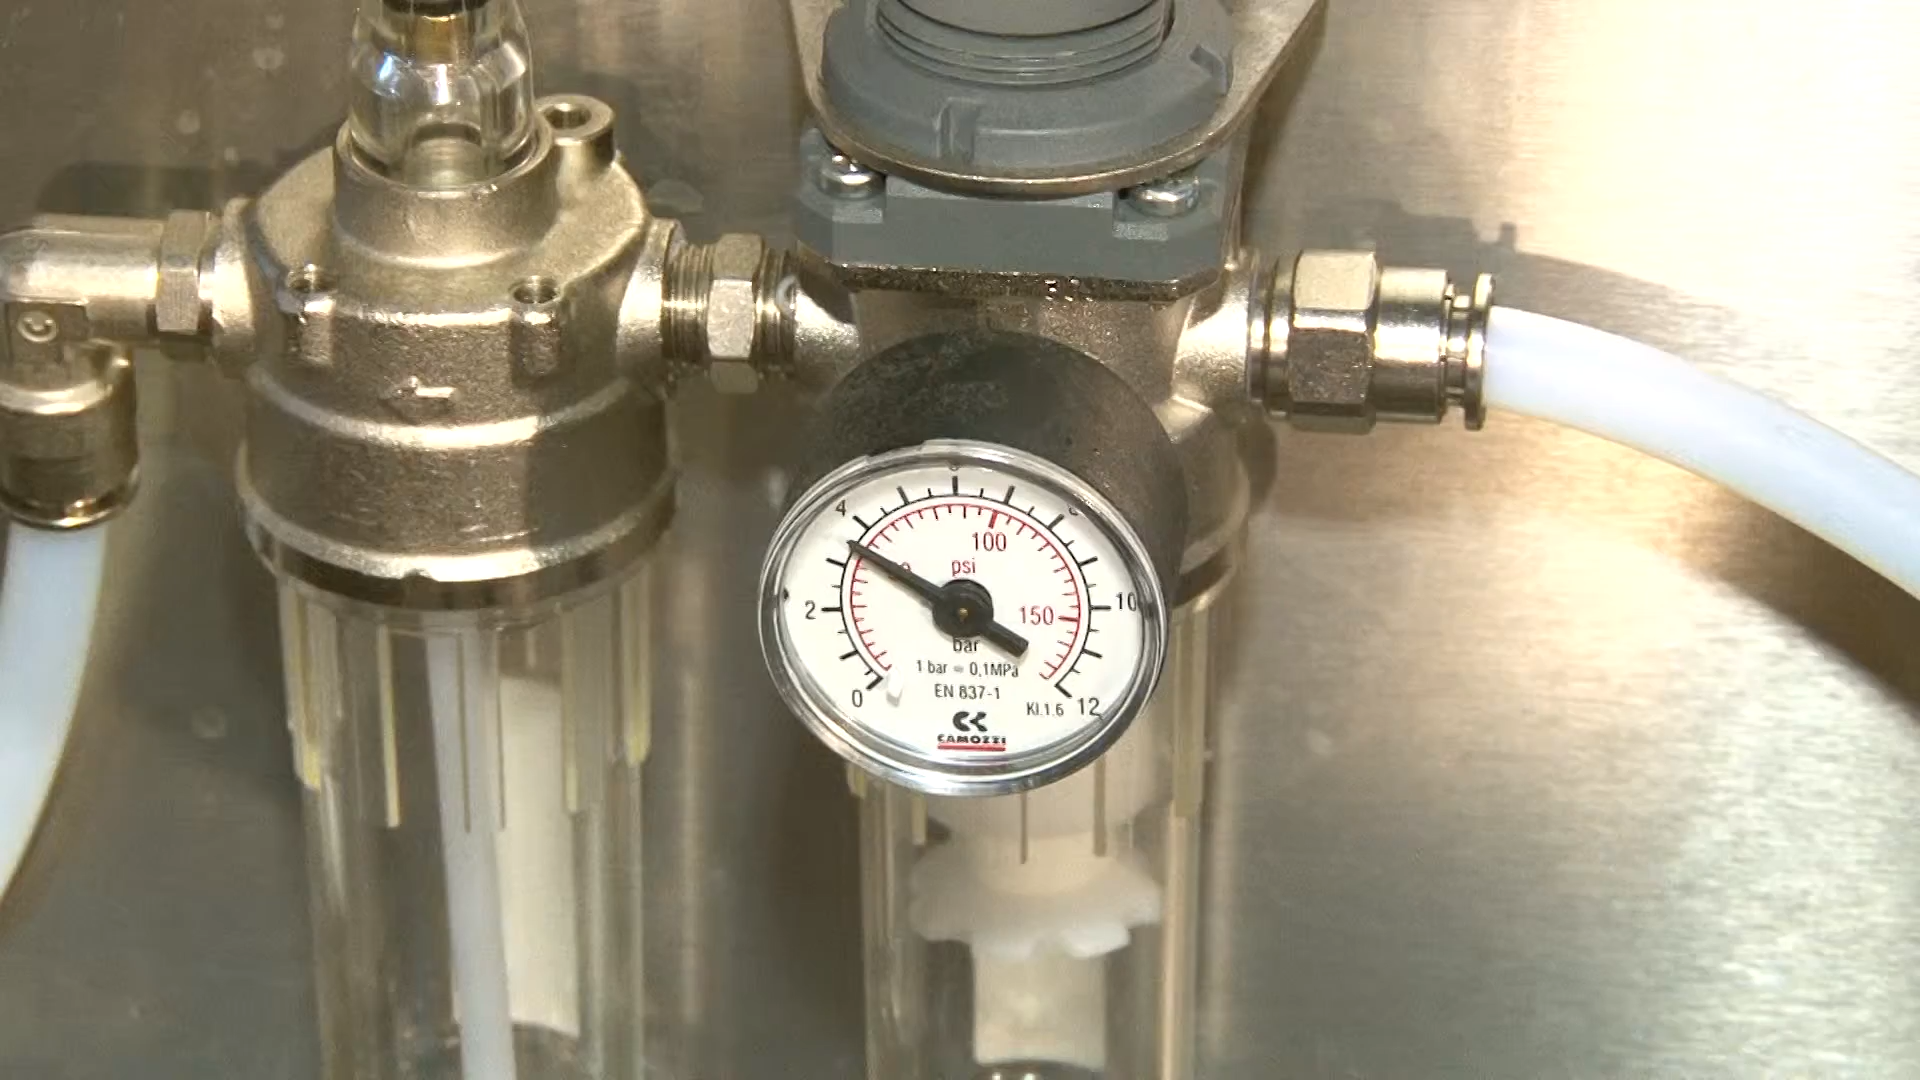 4
100
psi
2
10
150
bar
1 bar = 0,1MPa
EN 837-1
0
Kl.1.6
12
CAMOZZI